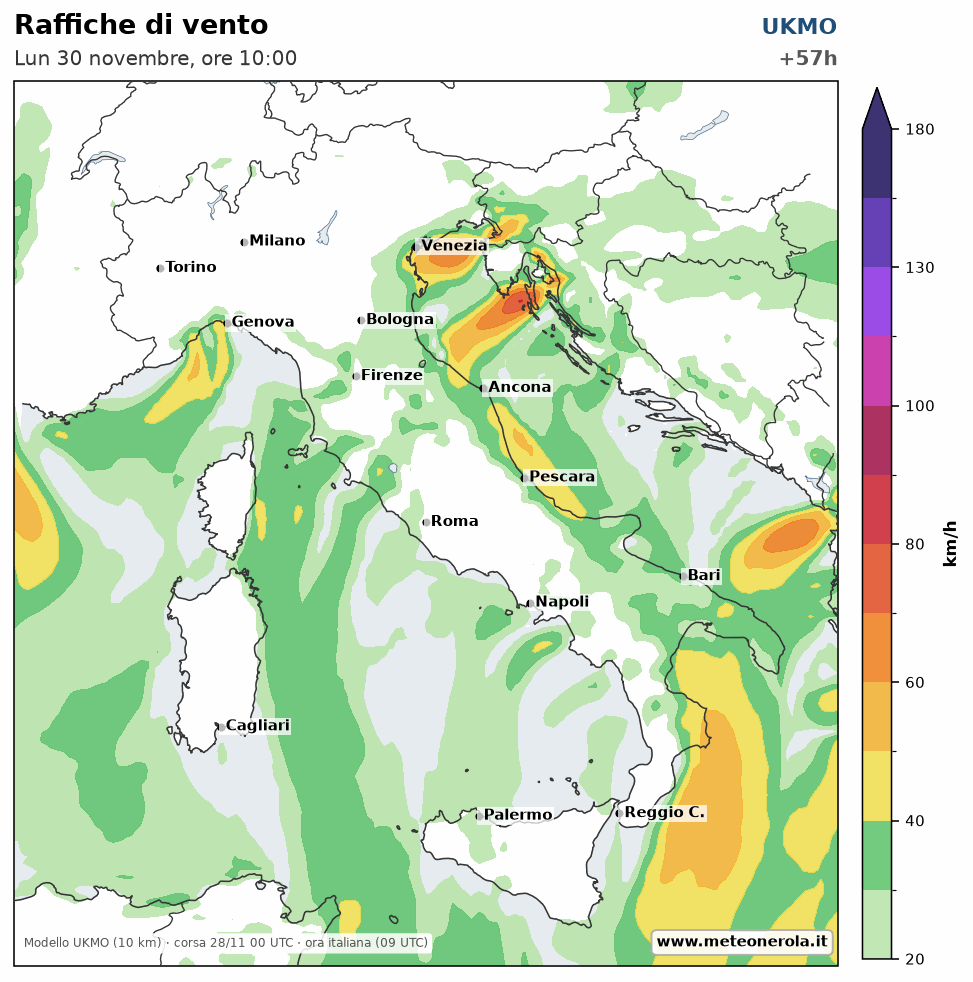 Raffiche di vento
UKMO
Lun 30 novembre, ore 10:00
+57h
180
130
100
80
60
40
20
km/h
Milano
Venezia
Torino
Genova
Bologna
Firenze
Ancona
Pescara
Roma
Bari
Napoli
Cagliari
Palermo
Reggio C.
Modello UKMO (10 km) · corsa 28/11 00 UTC · ora italiana (09 UTC)
www.meteonerola.it